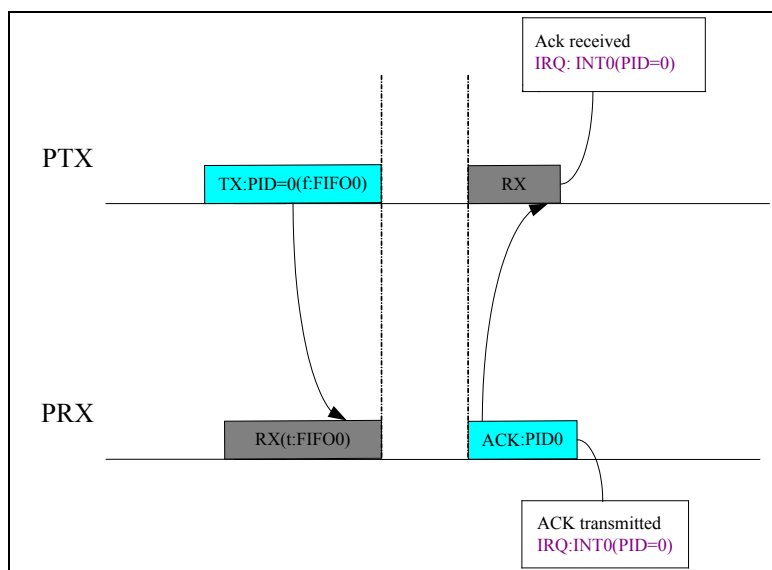 Ack received
IRQ: INT0(PID=0)
PTX
TX:PID=0(f:FIFO0)
RX
PRX
RX(t:FIFO0)
ACK:PID0
ACK transmitted
IRQ:INT0(PID=0)